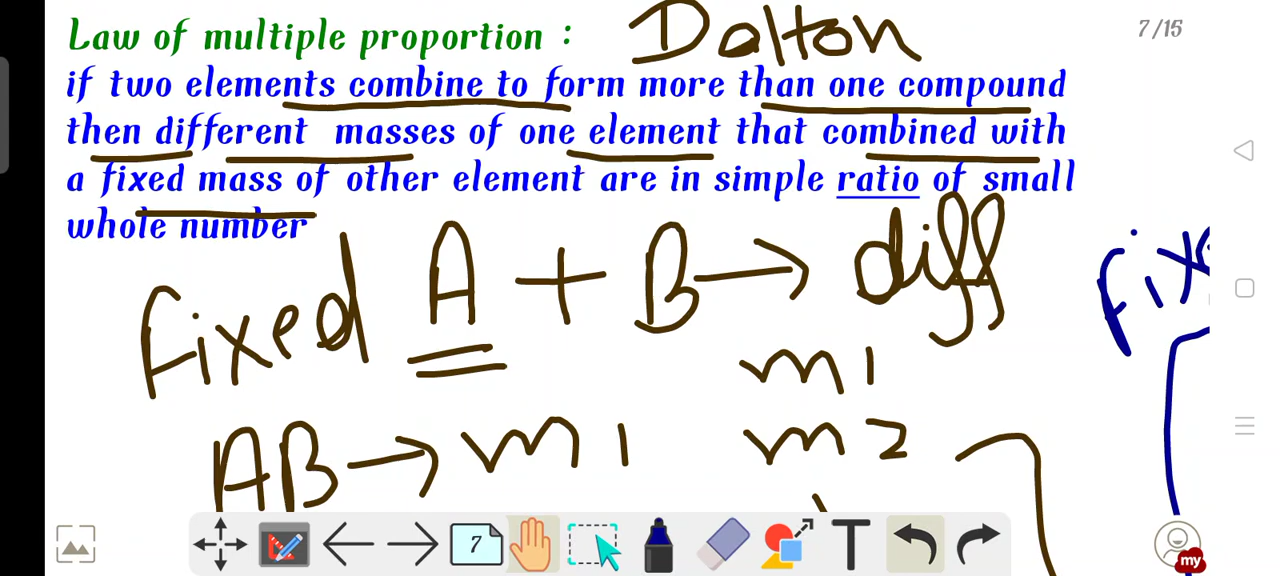 Law of multiple proportion : Dalton
7/15
if two elements combine to form more than one compound
then different masses of one element that combined with
a fixed mass of other element are in simple ratio of small
whole number
Fixed A + B → diff
m1
AB → m1
m2
7
T
my